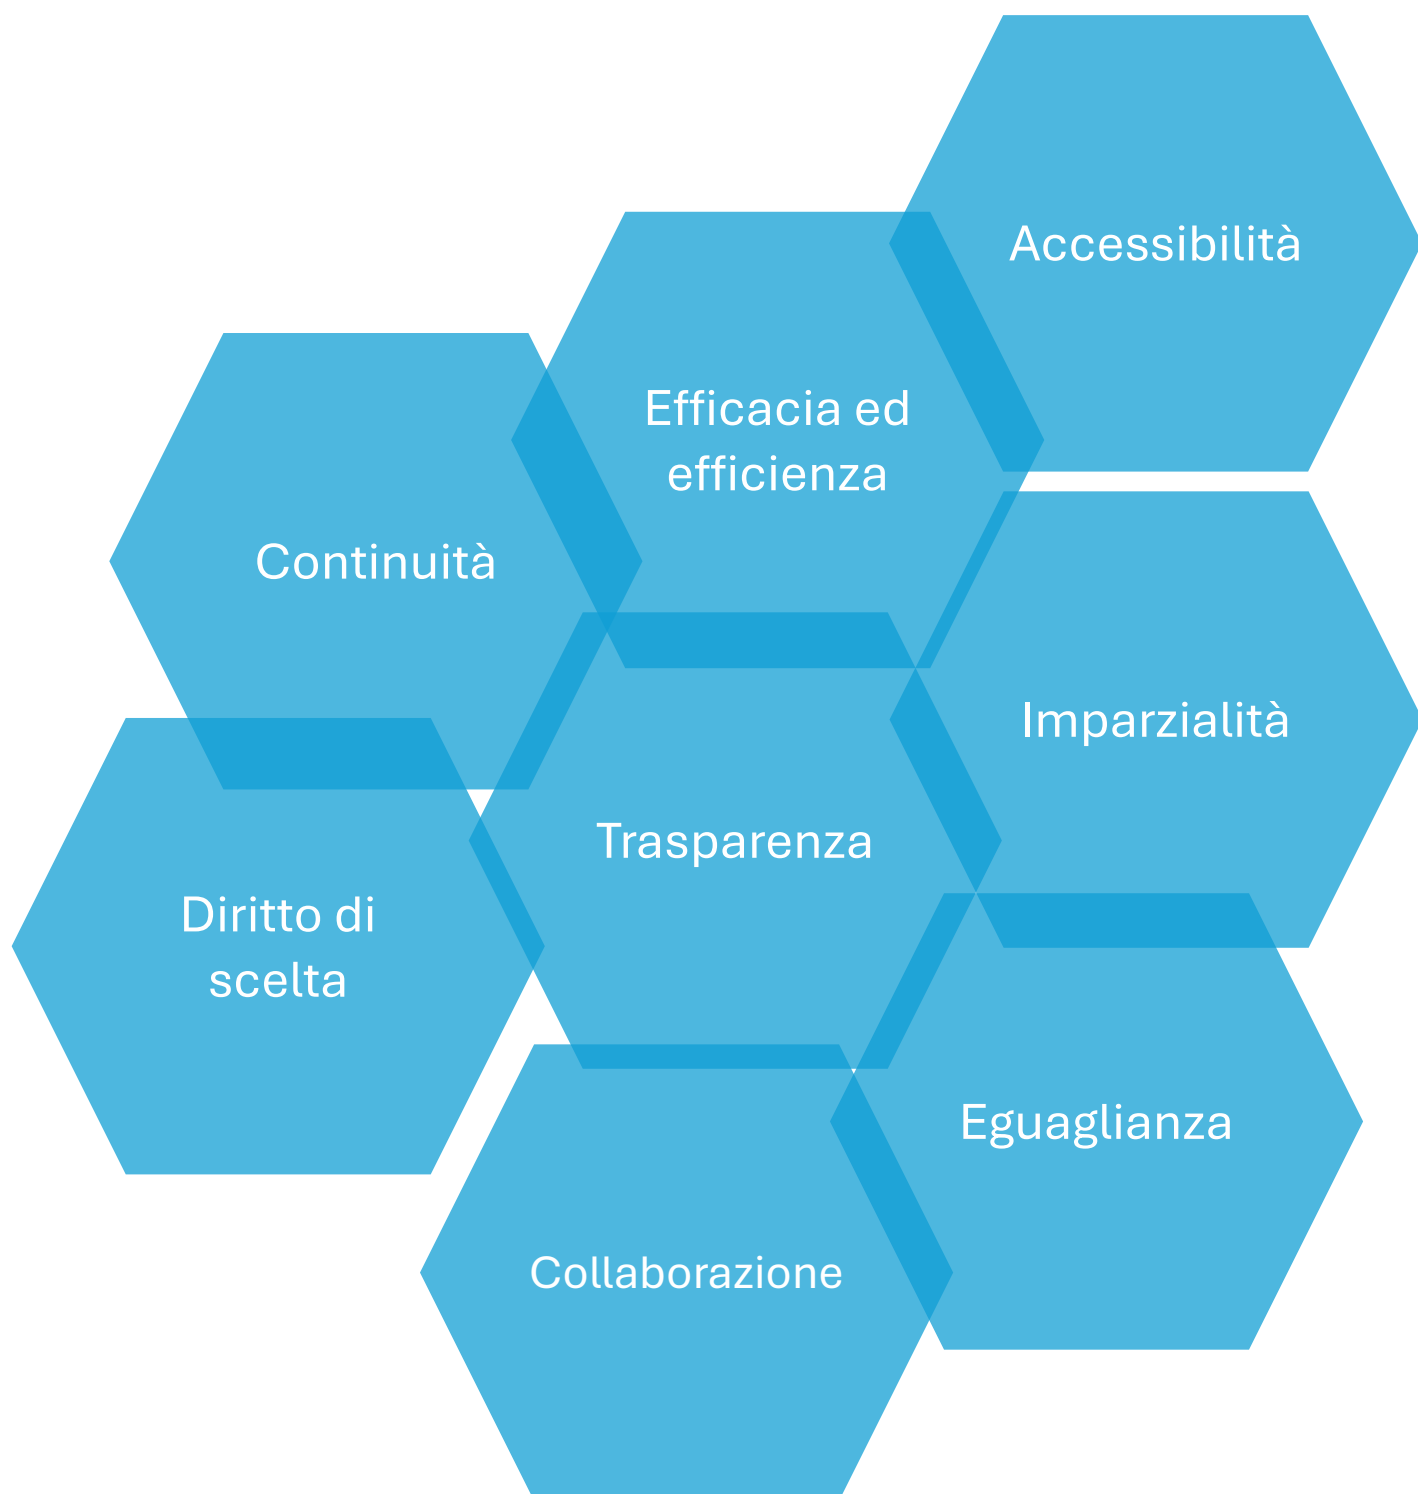 Accessibilità
Efficacia ed
efficienza
Continuità
Imparzialità
Trasparenza
Diritto di
scelta
Eguaglianza
Collaborazione